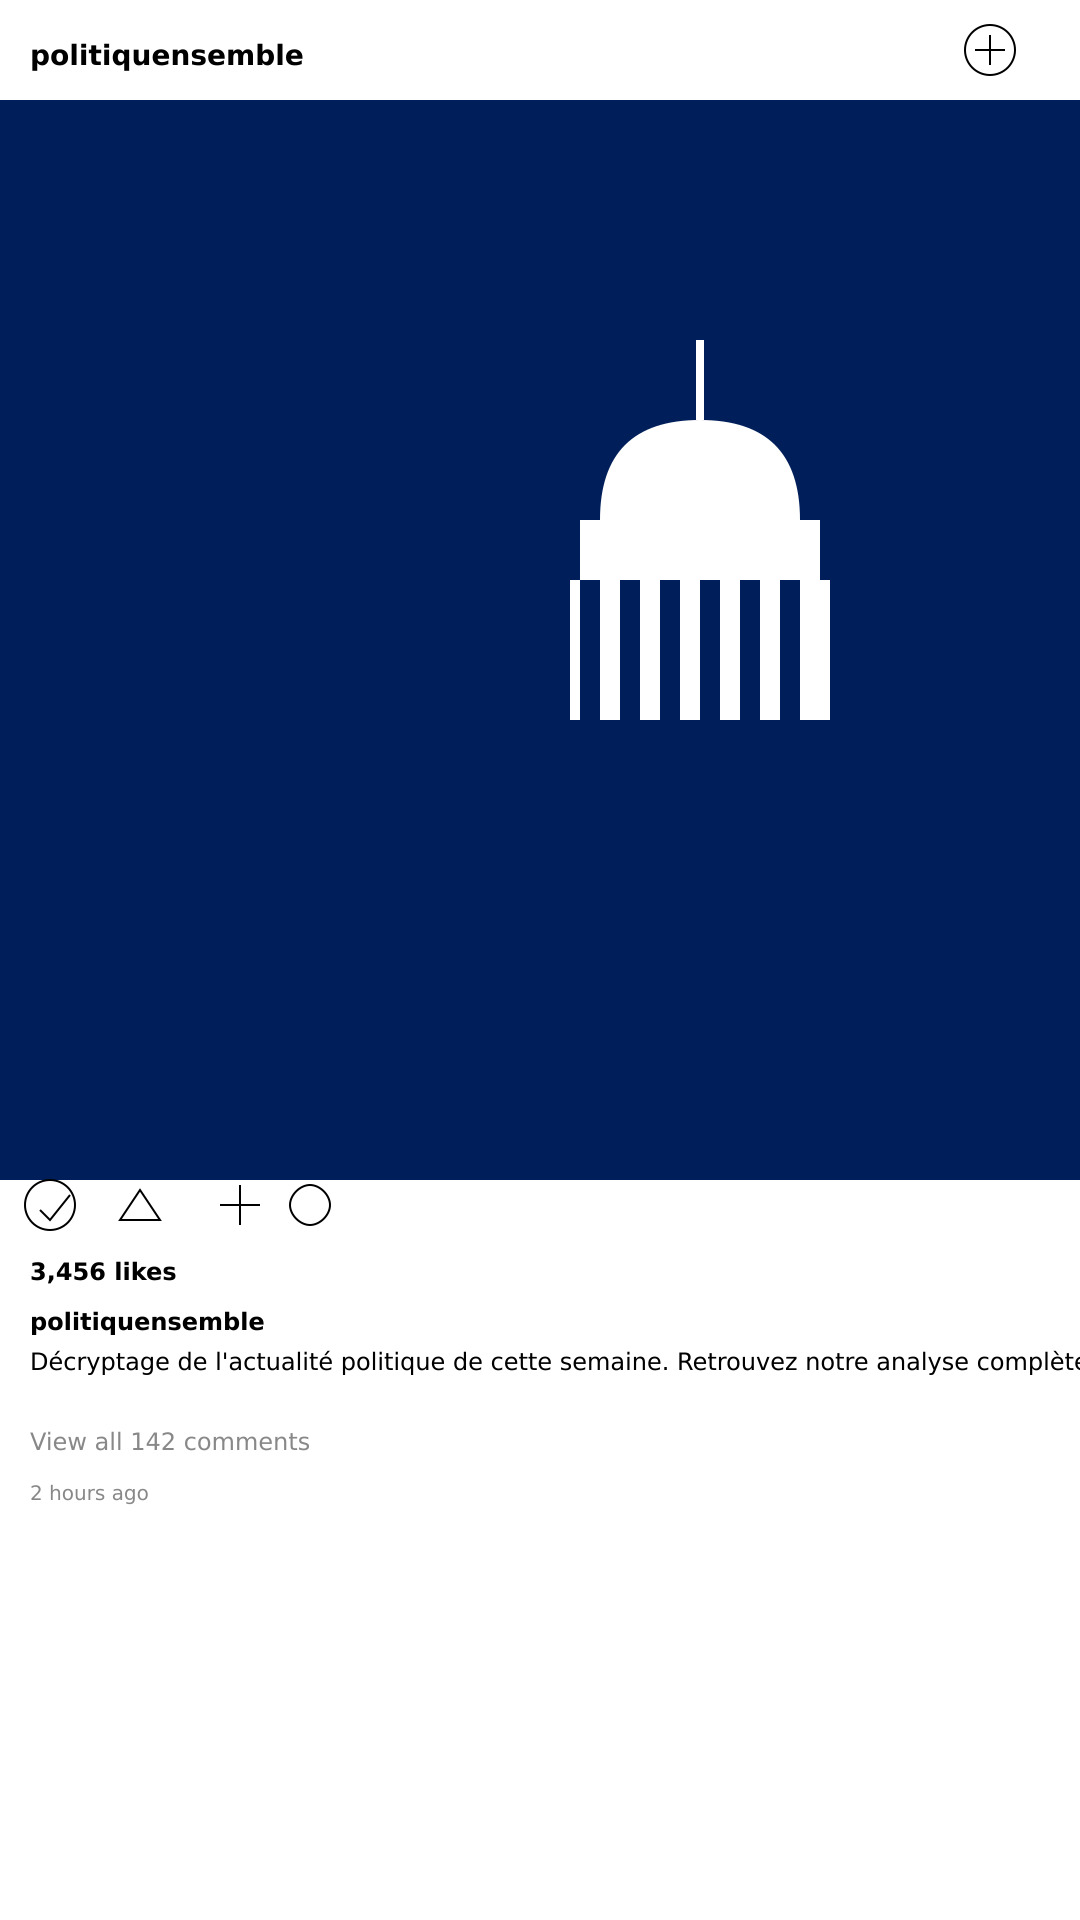 politiquensemble
3,456 likes
politiquensemble
Décryptage de l'actualité politique de cette semaine. Retrouvez notre analyse complète
View all 142 comments
2 hours ago